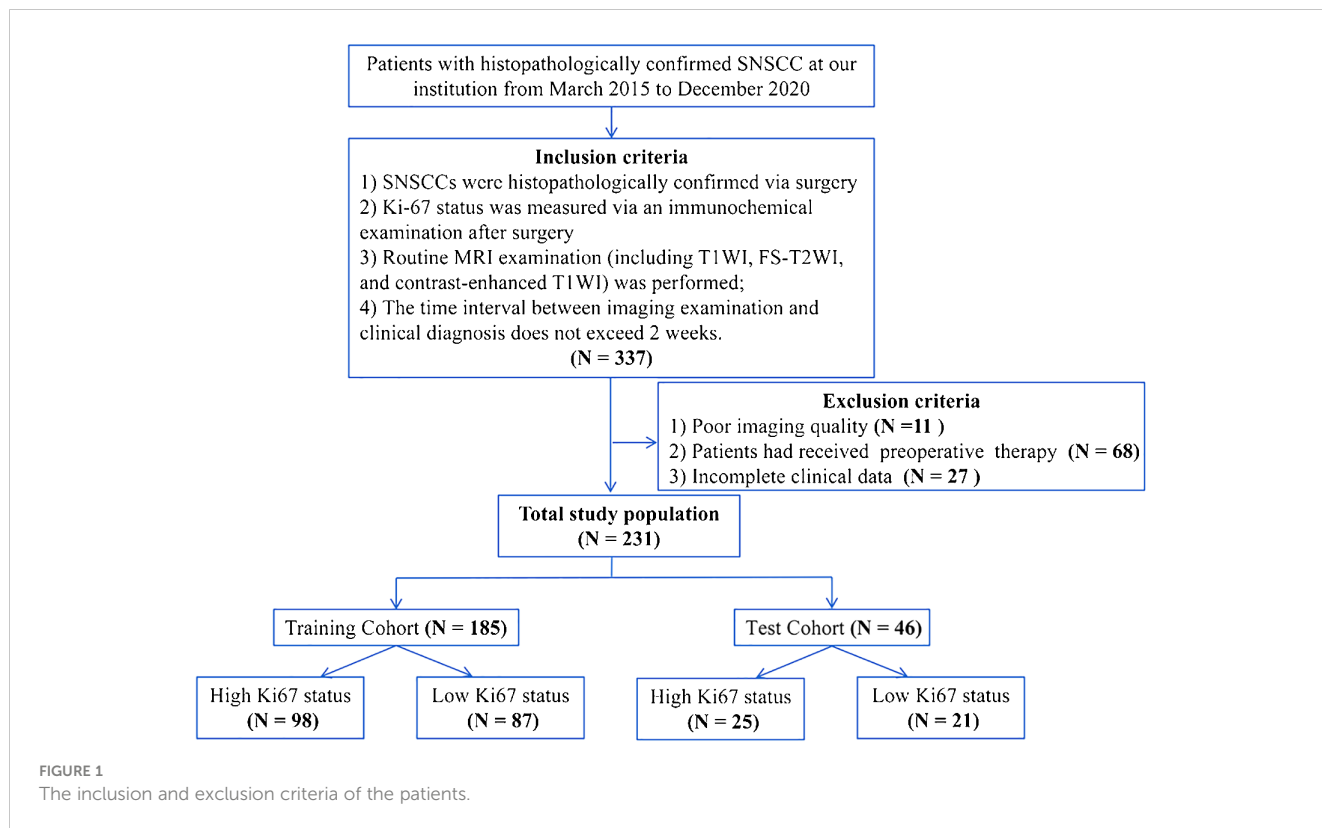 Patients with histopathologically confirmed SNSCC at our
institution from March 2015 to December 2020
Inclusion criteria
1) SNSCCs were histopathologically confirmed via surgery
2) Ki-67 status was measured via an immunochemical
examination after surgery
3) Routine MRI examination (including T1WI, FS-T2WI,
and contrast-enhanced T1WI) was performed;
4) The time interval between imaging examination and
clinical diagnosis does not exceed 2 weeks.
(N = 337)
Exclusion criteria
1) Poor imaging quality (N =11 )
2) Patients had received preoperative therapy (N = 68)
3) Incomplete clinical data (N = 27 )
Total study population
(N = 231)
Training Cohort (N = 185)
Test Cohort (N = 46)
High Ki67 status
(N = 98)
Low Ki67 status
(N = 87)
High Ki67 status
(N = 25)
Low Ki67 status
(N = 21)
FIGURE 1
The inclusion and exclusion criteria of the patients.